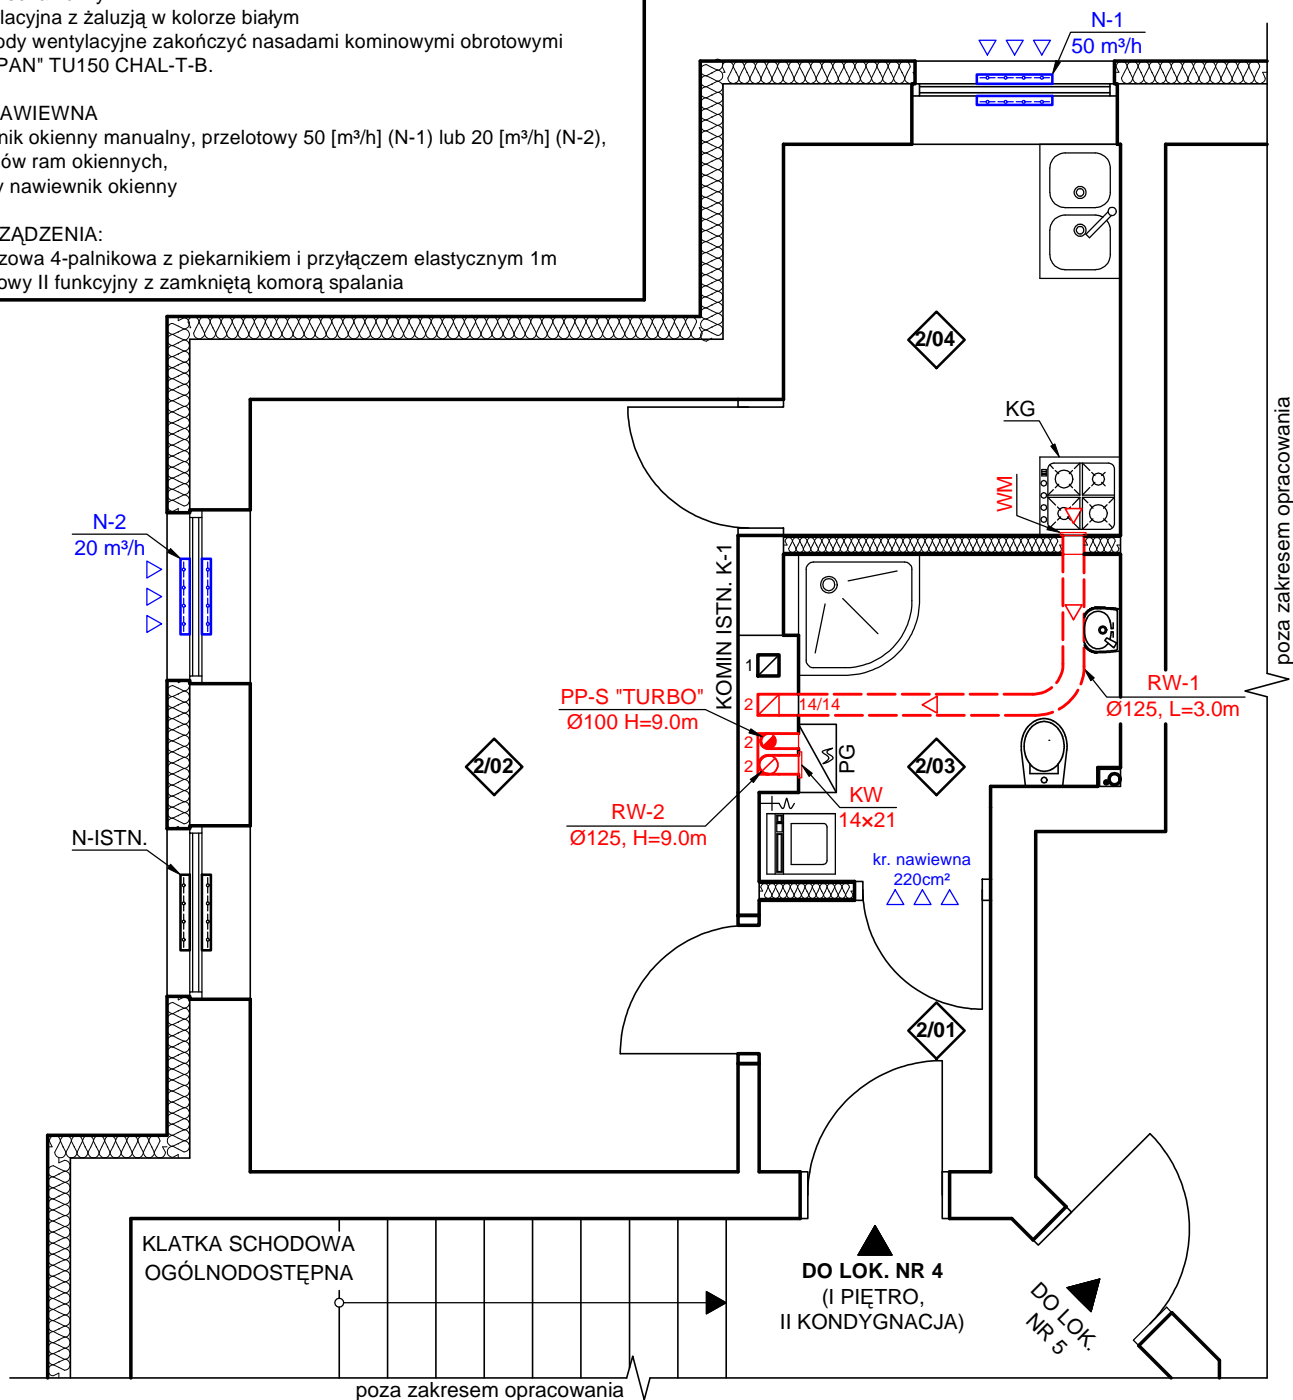 lacyjna z żaluzją w kolorze białym
ody wentylacyjne zakończyć nasadami kominowymi obrotowymi
PAN" TU150 CHAL-T-B.
AWIEWNA
nik okienny manualny, przelotowy 50 [m³/h] (N-1) lub 20 [m³/h] (N-2),
ów ram okiennych,
y nawiewnik okienny
ZĄDZENIA:
zowa 4-palnikowa z piekarnikiem i przyłączem elastycznym 1m
owy II funkcyjny z zamkniętą komorą spalania
N-1
50 m³/h
2/04
KG
WM
poza zakresem opracowania
N-2
20 m³/h
KOMIN ISTN. K-1
1
2
14/14
2
2
PP-S "TURBO"
Ø100 H=9.0m
RW-1
Ø125, L=3.0m
2/02
PG
2/03
RW-2
Ø125, H=9.0m
KW
14×21
N-ISTN.
kr. nawiewna
220cm²
2/01
KLATKA SCHODOWA
OGÓLNODOSTĘPNA
DO LOK. NR 4
(I PIĘTRO,
II KONDYGNACJA)
DO LOK.
NR 5
poza zakresem opracowania